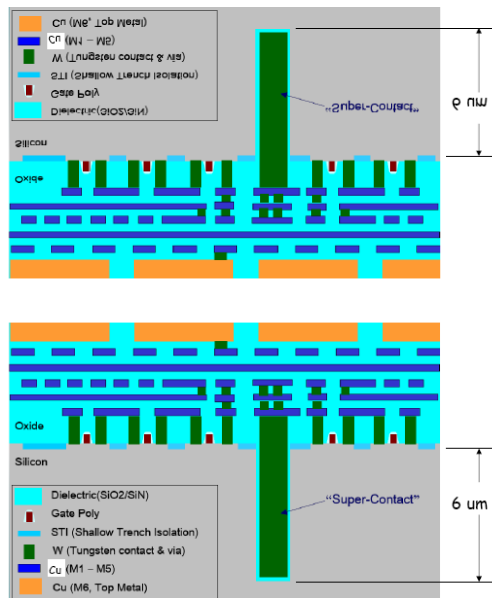 Cu (M6, Top Metal)
Cu (M1 – M5)
W (Tungsten contact & via)
STI (Shallow Trench Isolation)
Gate Poly
Dielectric(SiO2/SiN)
"Super-Contact"
6 um
Silicon
Oxide
Oxide
Silicon
Dielectric(SiO2/SiN)
Gate Poly
STI (Shallow Trench Isolation)
W (Tungsten contact & via)
Cu (M1 – M5)
Cu (M6, Top Metal)
"Super-Contact"
6 um